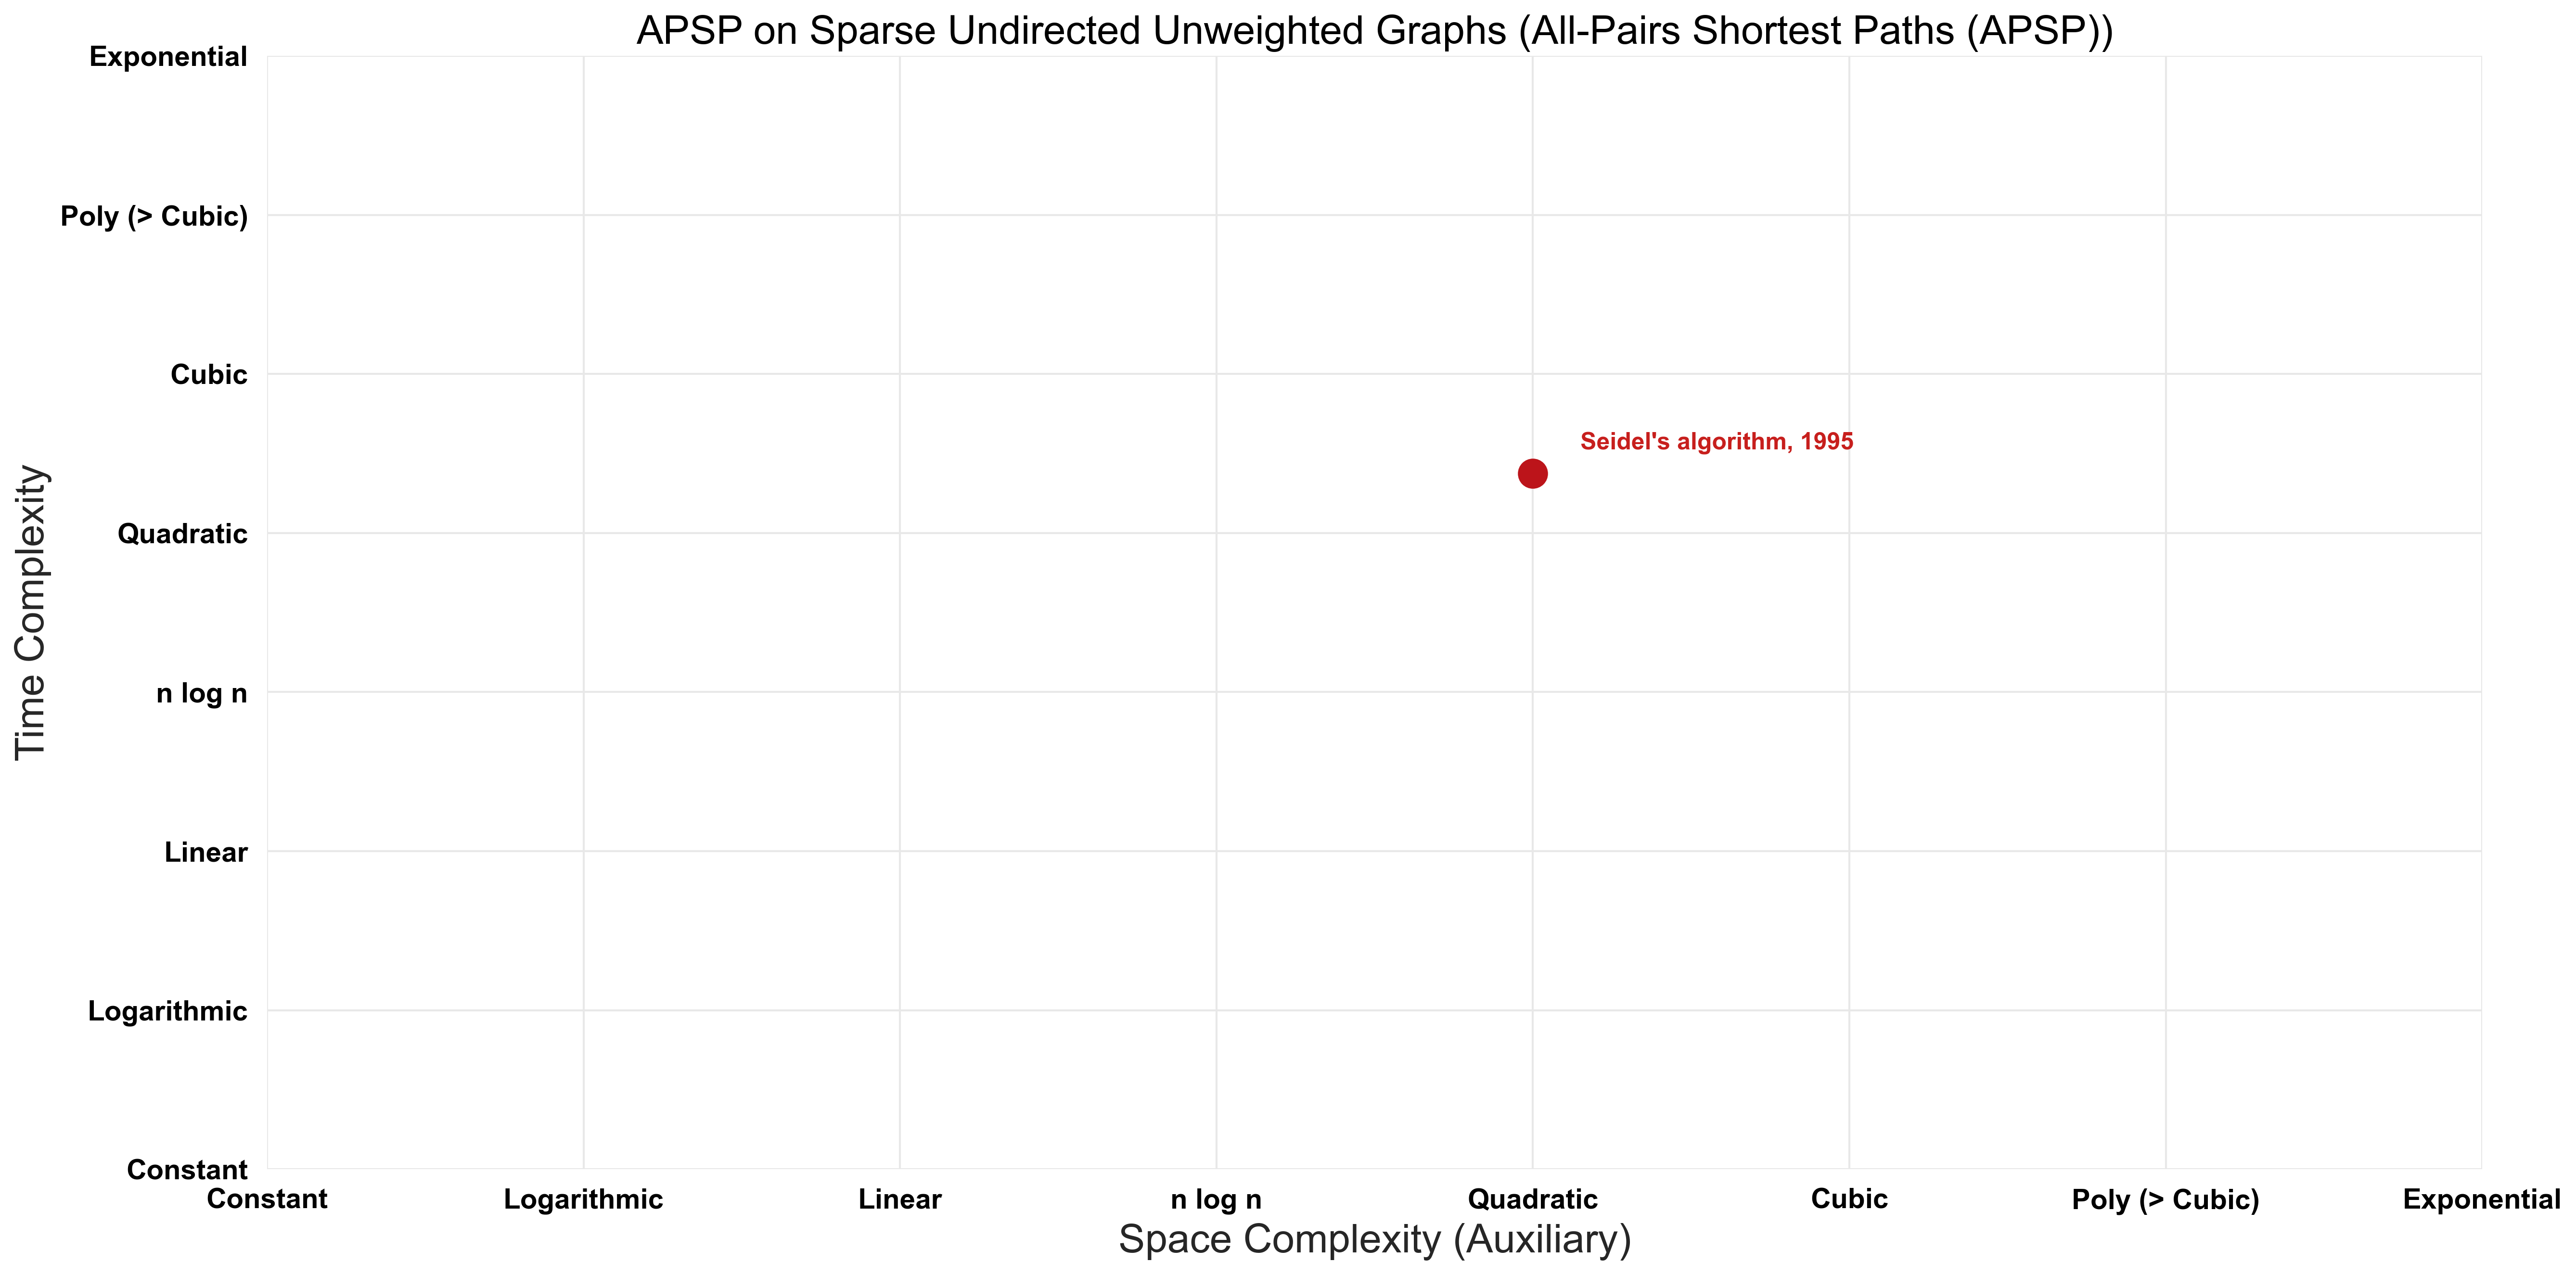 APSP on Sparse Undirected Unweighted Graphs (All-Pairs Shortest Paths (APSP))
Time Complexity
Exponential
Poly (> Cubic)
Cubic
Quadratic
n log n
Linear
Logarithmic
Constant
Seidel's algorithm, 1995
Constant Logarithmic Linear n log n Quadratic Cubic Poly (> Cubic) Exponential
Space Complexity (Auxiliary)